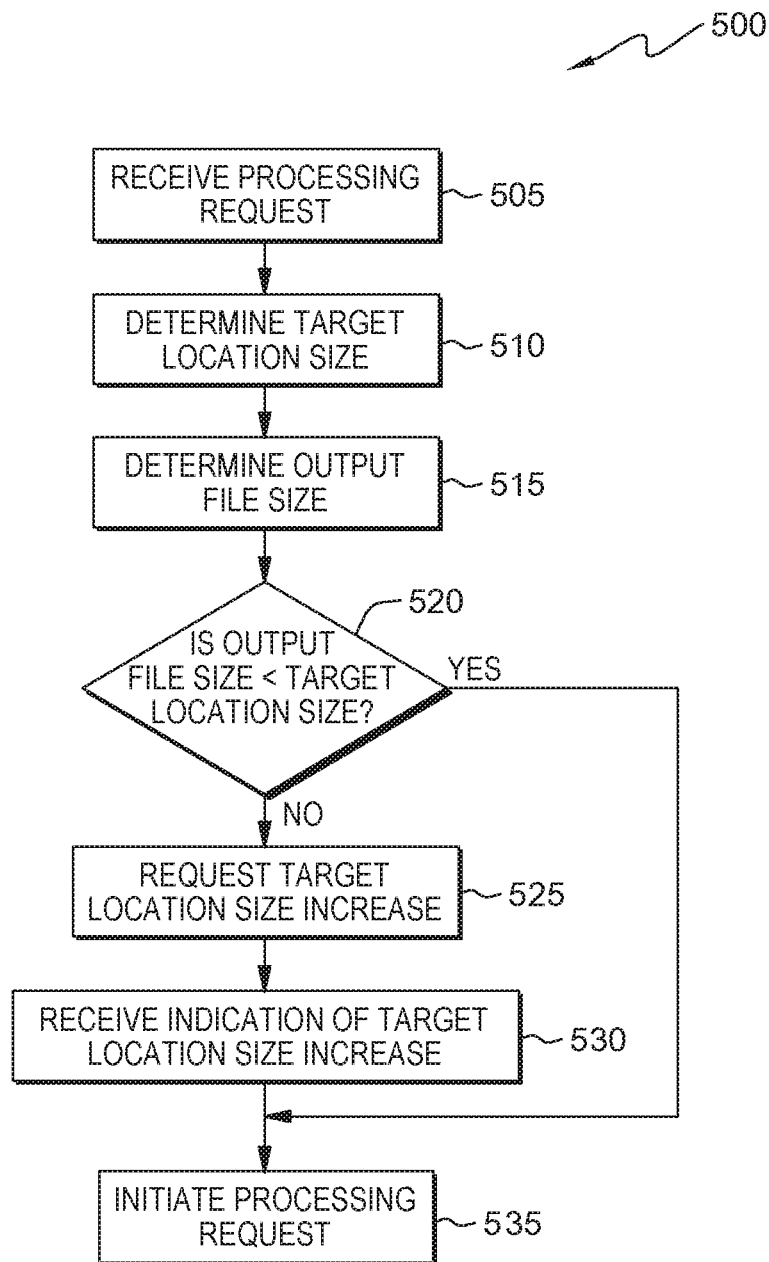 500
RECEIVE PROCESSING
REQUEST
505
DETERMINE TARGET
LOCATION SIZE
510
DETERMINE OUTPUT
FILE SIZE
515
520
IS OUTPUT
FILE SIZE < TARGET
LOCATION SIZE?
YES
NO
REQUEST TARGET
LOCATION SIZE INCREASE
525
RECEIVE INDICATION OF TARGET
LOCATION SIZE INCREASE
530
INITIATE PROCESSING
REQUEST
535